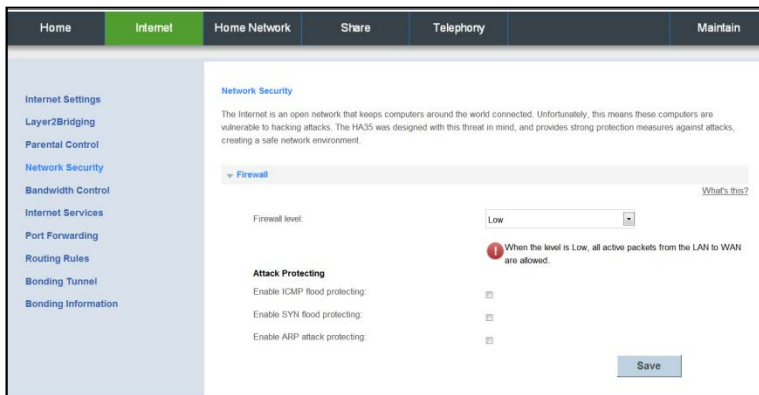 Home Internet Home Network Share Telephony Maintain
Internet Settings
Layer2Bridging
Parental Control
Network Security
Bandwidth Control
Internet Services
Port Forwarding
Routing Rules
Bonding Tunnel
Bonding Information
Network Security
The Internet is an open network that keeps computers around the world connected. Unfortunately, this means these computers are
vulnerable to hacking attacks. The HA35 was designed with this threat in mind, and provides strong protection measures against attacks,
creating a safe network environment.
Firewall
What's this?
Firewall level: Low
When the level is Low, all active packets from the LAN to WAN
are allowed.
Attack Protecting
Enable ICMP flood protecting:
Enable SYN flood protecting:
Enable ARP attack protecting:
Save